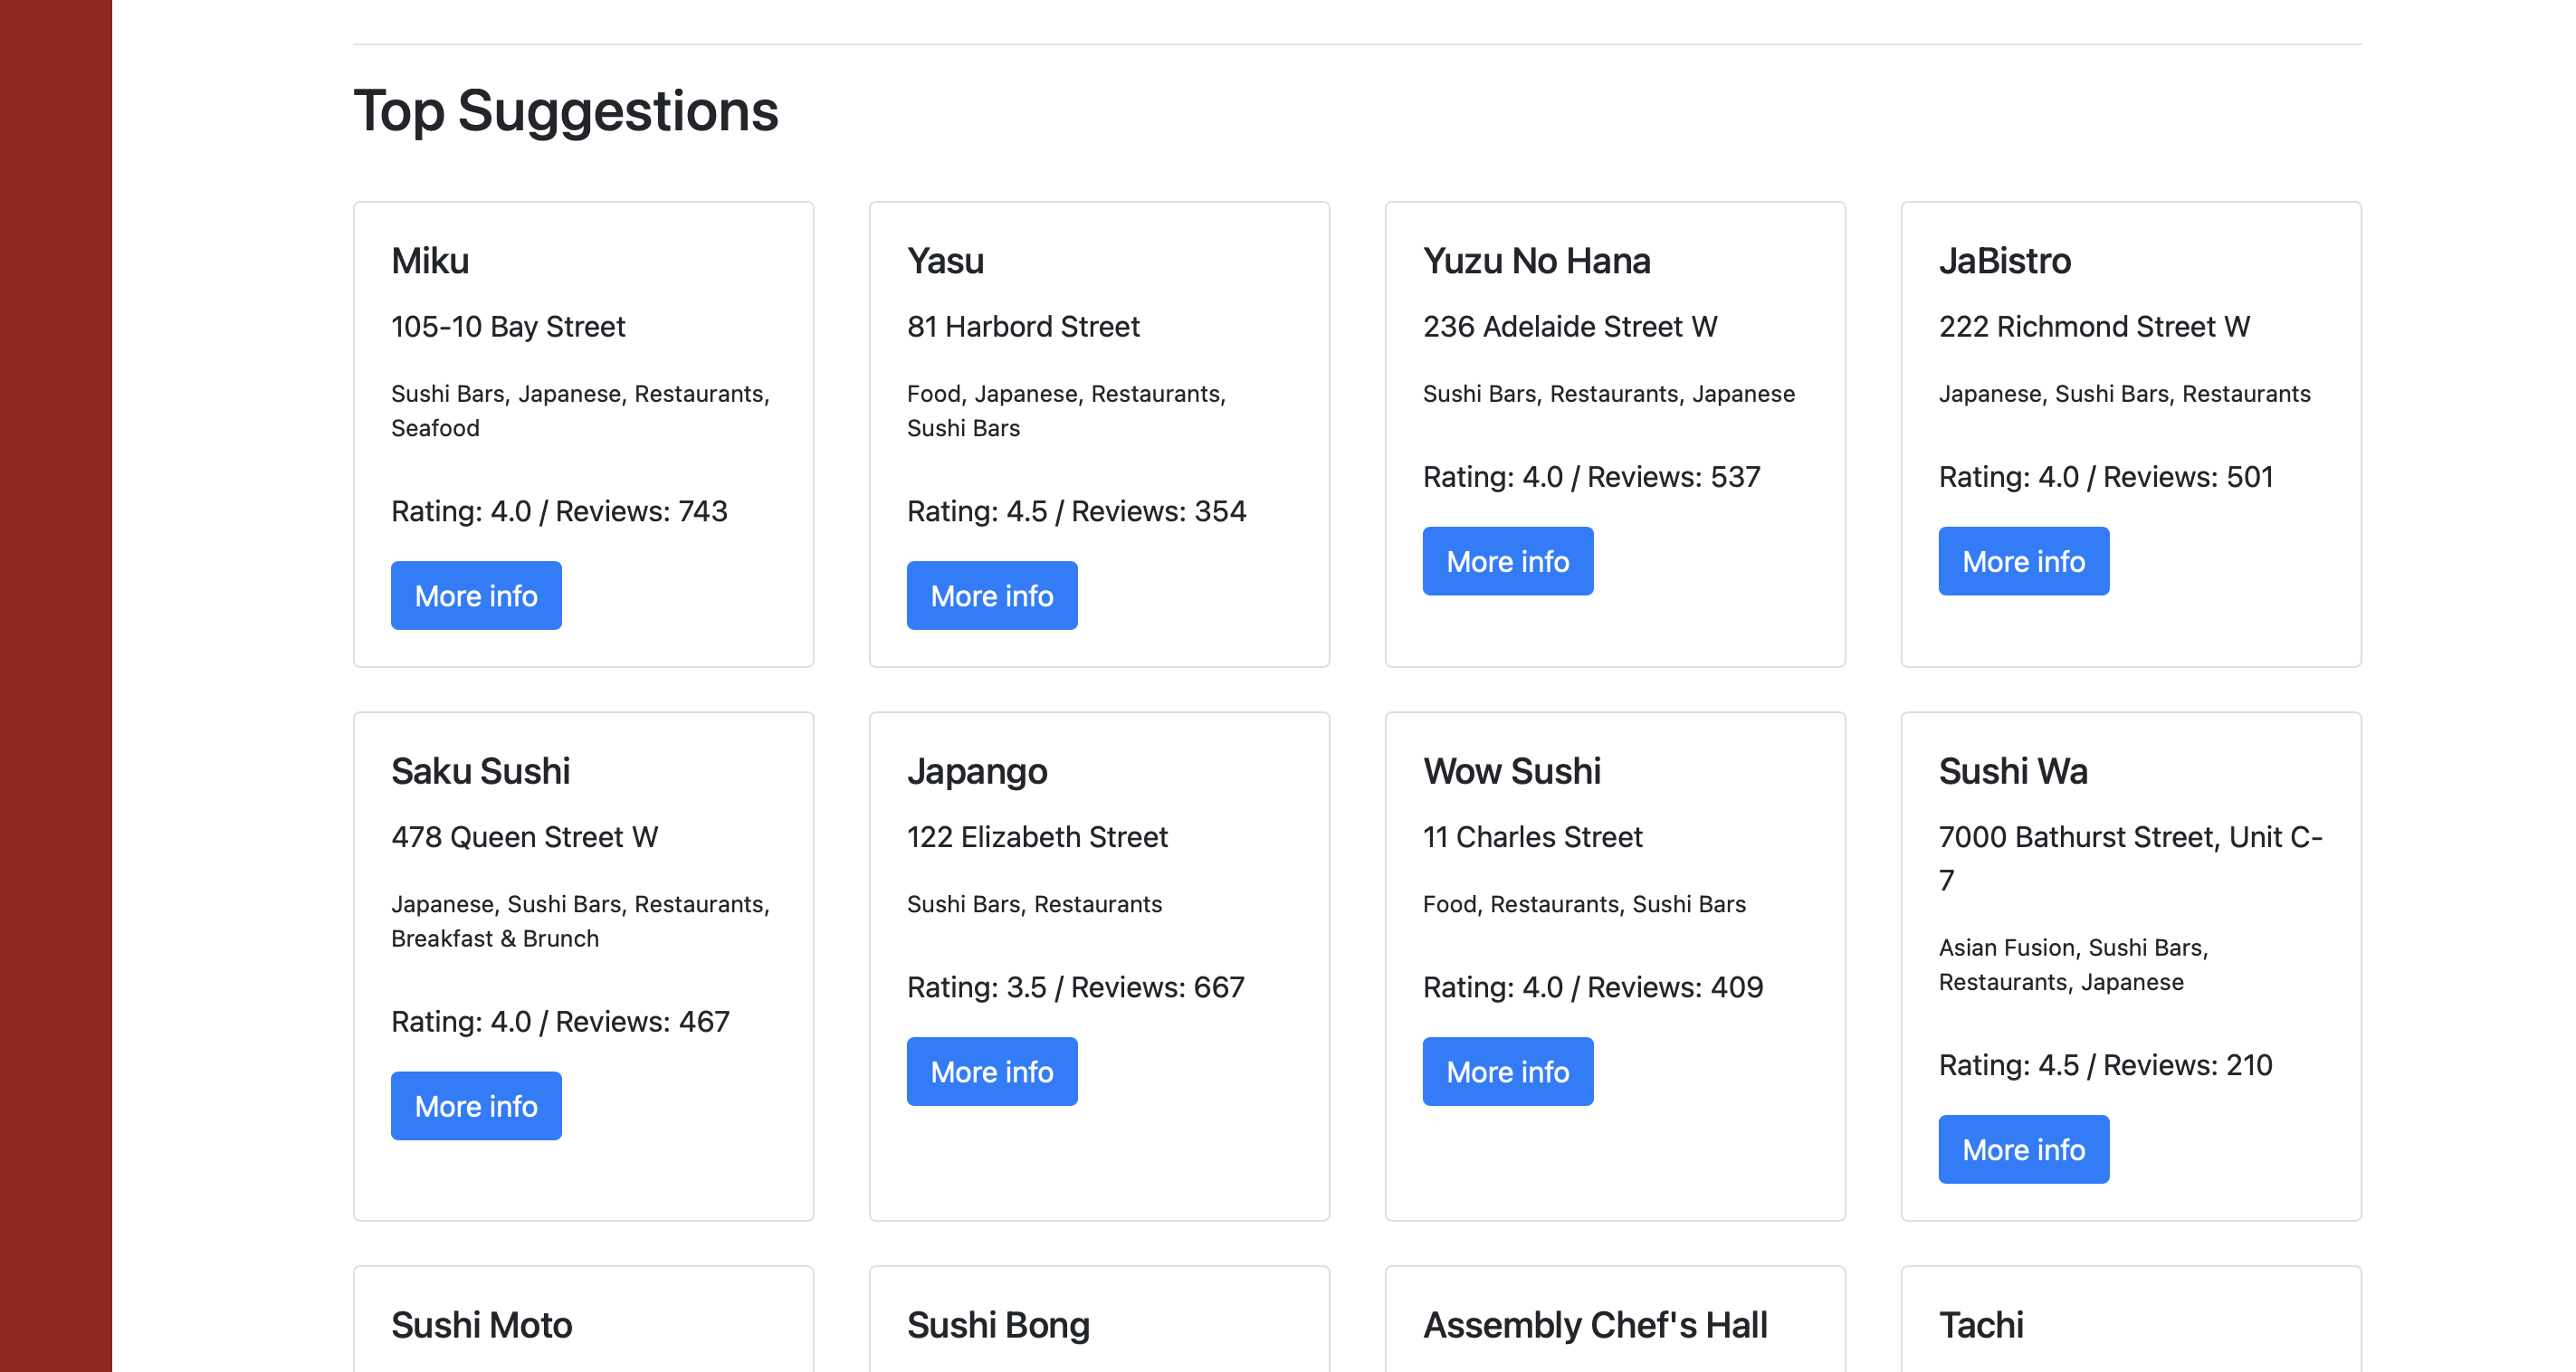 Top Suggestions
Miku
105-10 Bay Street
Sushi Bars, Japanese, Restaurants,
Seafood
Rating: 4.0 / Reviews: 743
More info
Yasu
81 Harbord Street
Food, Japanese, Restaurants,
Sushi Bars
Rating: 4.5 / Reviews: 354
More info
Yuzu No Hana
236 Adelaide Street W
Sushi Bars, Restaurants, Japanese
Rating: 4.0 / Reviews: 537
More info
JaBistro
222 Richmond Street W
Japanese, Sushi Bars, Restaurants
Rating: 4.0 / Reviews: 501
More info
Saku Sushi
478 Queen Street W
Japanese, Sushi Bars, Restaurants,
Breakfast & Brunch
Rating: 4.0 / Reviews: 467
More info
Japango
122 Elizabeth Street
Sushi Bars, Restaurants
Rating: 3.5 / Reviews: 667
More info
Wow Sushi
11 Charles Street
Food, Restaurants, Sushi Bars
Rating: 4.0 / Reviews: 409
More info
Sushi Wa
7000 Bathurst Street, Unit C-
7
Asian Fusion, Sushi Bars,
Restaurants, Japanese
Rating: 4.5 / Reviews: 210
More info
Sushi Moto
Sushi Bong
Assembly Chef's Hall
Tachi